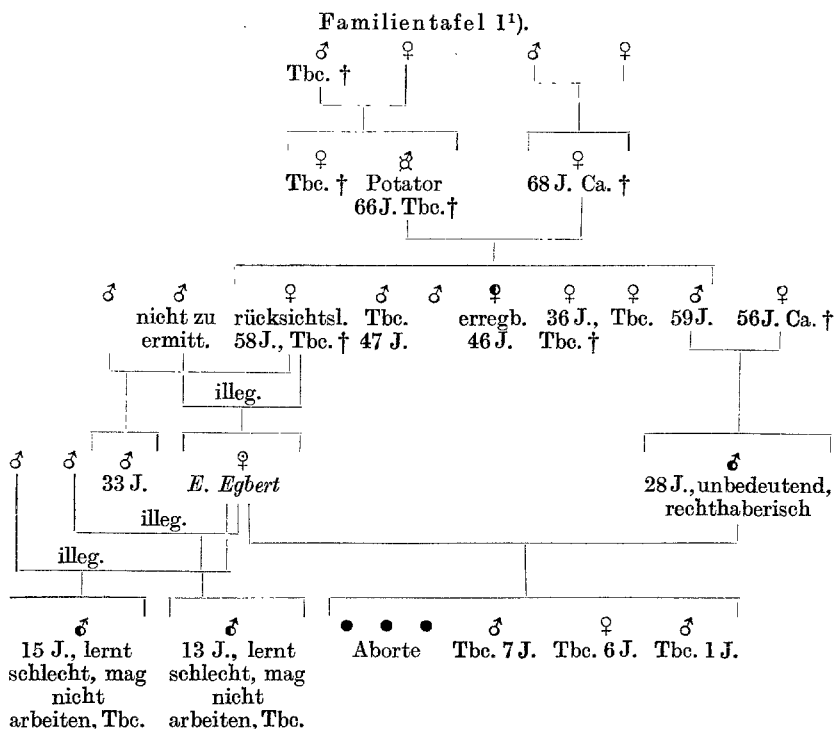 Familientafel 1¹).
♂ ♀ ♂ ♀
Tbc. †
♀ ♂ ♀
Tbc. † Potator 68 J. Ca. †
66 J. Tbc. †
♂ ♂ ♀ ♂ ♂ ♀ ♀ ♀ ♂ ♀
nicht zu rücksichtsl. Tbc. erregb. 36 J., Tbc. 59 J. 56 J. Ca. †
ermitt. 58 J., Tbc. † 47 J. 46 J. Tbc. †
illeg.
♂ ♂ ♂ ♀ ♂
33 J. E. Egbert 28 J., unbedeutend,
rechthaberisch
illeg.
illeg.
♂ ♂ ● ● ● ♂ ♀ ♂
15 J., lernt 13 J., lernt Aborte Tbc. 7 J. Tbc. 6 J. Tbc. 1 J.
schlecht, mag schlecht, mag
nicht nicht
arbeiten, Tbc. arbeiten, Tbc.